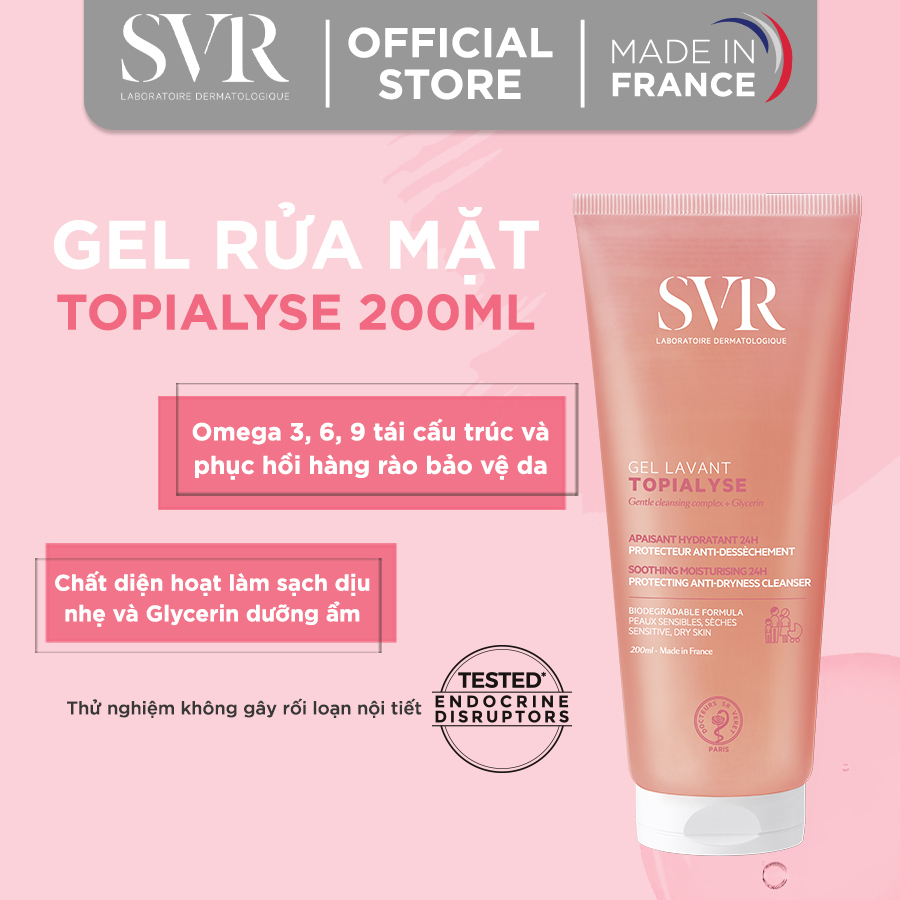 SVR
LABORATOIRE DERMATOLOGIQUE
OFFICIAL
STORE
MADE IN
FRANCE
GEL RỬA MẶT
TOPIALYSE 200ML
Omega 3, 6, 9 tái cấu trúc và
phục hồi hàng rào bảo vệ da
Chất diện hoạt làm sạch dịu
nhẹ và Glycerin dưỡng ẩm
Thử nghiệm không gây rối loạn nội tiết
TESTED*
ENDOCRINE
DISRUPTORS
SVR
LABORATOIRE DERMATOLOGIQUE
GEL LAVANT
TOPIALYSE
Gentle cleansing complex + Glycerin
APAISANT HYDRATANT 24H
PROTECTEUR ANTI-DESSÈCHEMENT
SOOTHING MOISTURISING 24H
PROTECTING ANTI-DRYNESS CLEANSER
BIODEGRADABLE FORMULA
PEAUX SENSIBLES, SÈCHES
SENSITIVE, DRY SKIN
200ml - Made in France
DOCTEURS SR VERET
PARIS